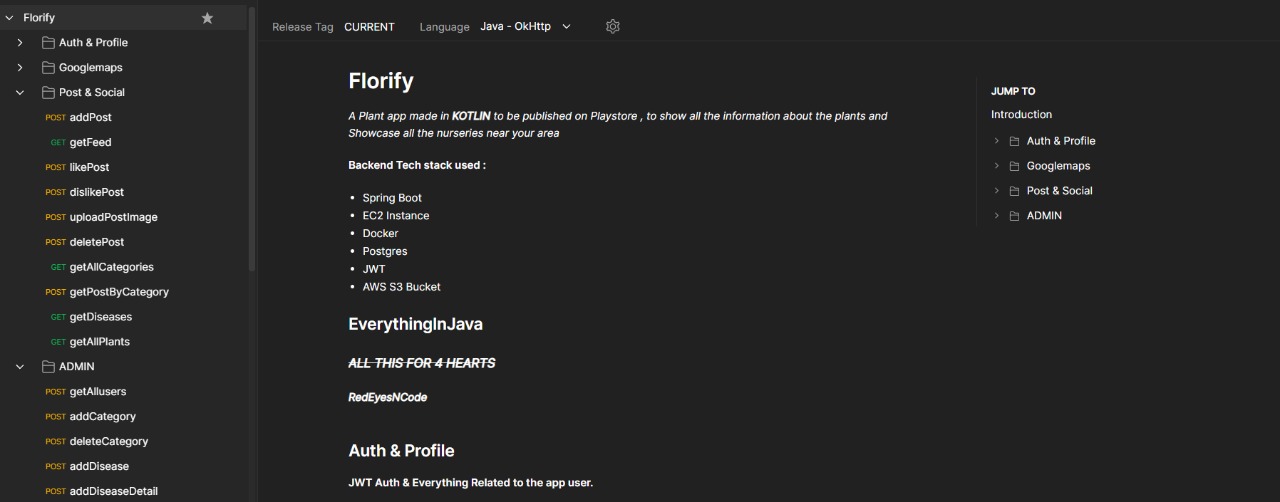 Florify
Auth & Profile
Googlemaps
Post & Social
POST addPost
GET getFeed
POST likePost
POST dislikePost
POST uploadPostImage
POST deletePost
GET getAllCategories
POST getPostByCategory
GET getDiseases
GET getAllPlants
ADMIN
POST getAllusers
POST addCategory
POST deleteCategory
POST addDisease
POST addDiseaseDetail
Release Tag CURRENT Language Java - OkHttp
Florify
A Plant app made in KOTLIN to be published on Playstore , to show all the information about the plants and
Showcase all the nurseries near your area
Backend Tech stack used :
• Spring Boot
• EC2 Instance
• Docker
• Postgres
• JWT
• AWS S3 Bucket
EverythingInJava
ALL THIS FOR 4 HEARTS
RedEyesNCode
Auth & Profile
JWT Auth & Everything Related to the app user.
JUMP TO
Introduction
Auth & Profile
Googlemaps
Post & Social
ADMIN